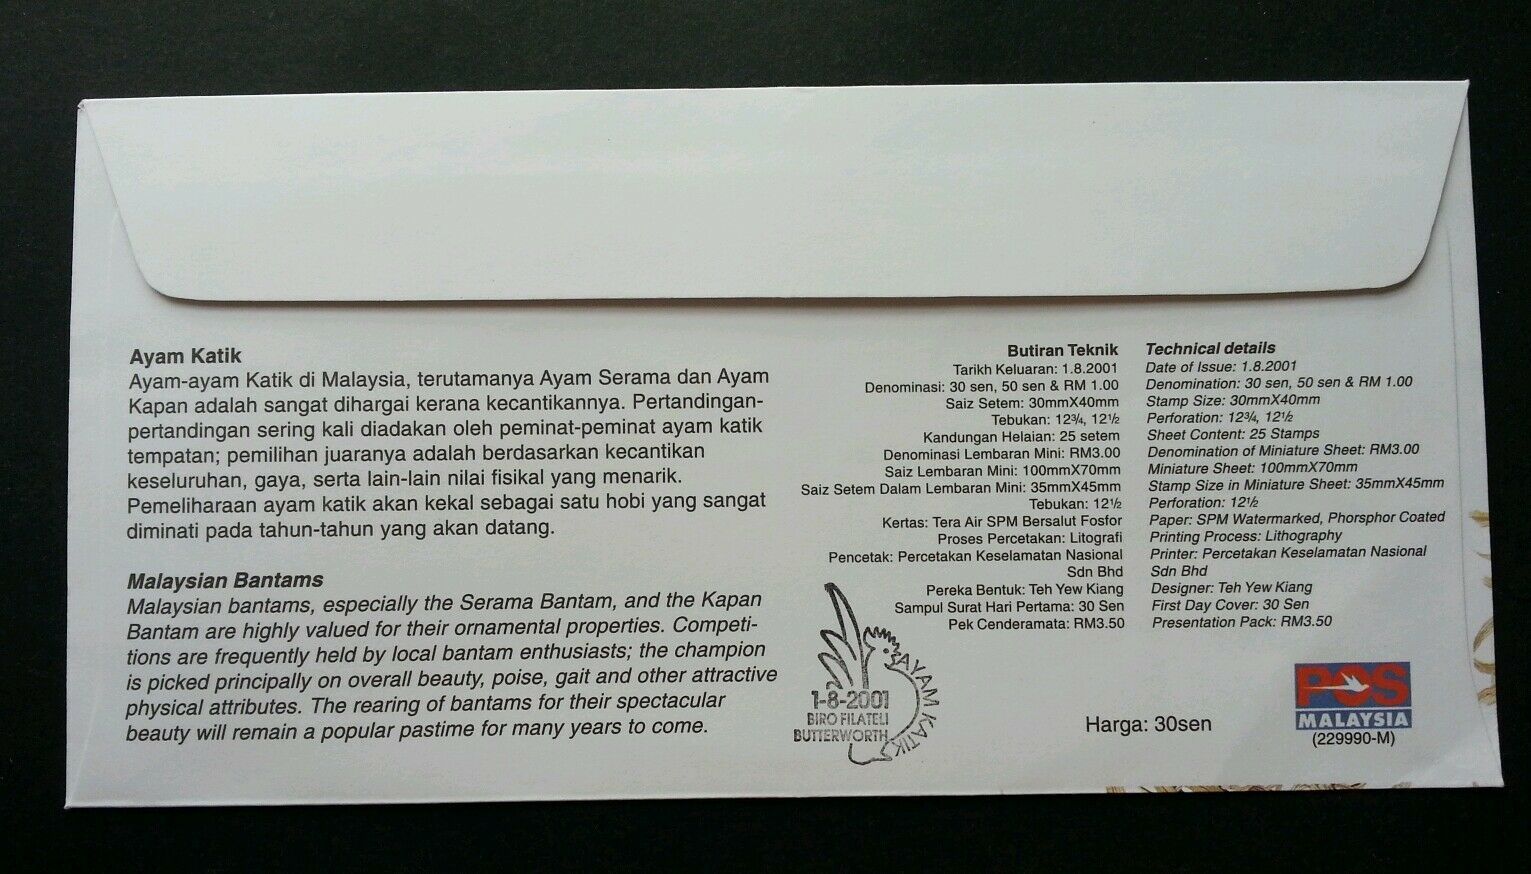 Ayam Katik
Ayam-ayam Katik di Malaysia, terutamanya Ayam Serama dan Ayam
Kapan adalah sangat dihargai kerana kecantikannya. Pertandingan-
pertandingan sering kali diadakan oleh peminat-peminat ayam katik
tempatan; pemilihan juaranya adalah berdasarkan kecantikan
keseluruhan, gaya, serta lain-lain nilai fisikal yang menarik.
Pemeliharaan ayam katik akan kekal sebagai satu hobi yang sangat
diminati pada tahun-tahun yang akan datang.
Malaysian Bantams
Malaysian bantams, especially the Serama Bantam, and the Kapan
Bantam are highly valued for their ornamental properties. Competi-
tions are frequently held by local bantam enthusiasts; the champion
is picked principally on overall beauty, poise, gait and other attractive
physical attributes. The rearing of bantams for their spectacular
beauty will remain a popular pastime for many years to come.
Butiran Teknik
Tarikh Keluaran: 1.8.2001
Denominasi: 30 sen, 50 sen & RM 1.00
Saiz Setem: 30mmX40mm
Tebukan: 12¾, 12½
Kandungan Helaian: 25 setem
Denominasi Lembaran Mini: RM3.00
Saiz Lembaran Mini: 100mmX70mm
Saiz Setem Dalam Lembaran Mini: 35mmX45mm
Tebukan: 12½
Kertas: Tera Air SPM Bersalut Fosfor
Proses Percetakan: Litografi
Pencetak: Percetakan Keselamatan Nasional
Sdn Bhd
Pereka Bentuk: Teh Yew Kiang
Sampul Surat Hari Pertama: 30 Sen
Pek Cenderamata: RM3.50
Technical details
Date of Issue: 1.8.2001
Denomination: 30 sen, 50 sen & RM 1.00
Stamp Size: 30mmX40mm
Perforation: 12¾, 12½
Sheet Content: 25 Stamps
Denomination of Miniature Sheet: RM3.00
Miniature Sheet: 100mmX70mm
Stamp Size in Miniature Sheet: 35mmX45mm
Perforation: 12½
Paper: SPM Watermarked, Phorsphor Coated
Printing Process: Lithography
Printer: Percetakan Keselamatan Nasional
Sdn Bhd
Designer: Teh Yew Kiang
First Day Cover: 30 Sen
Presentation Pack: RM3.50
1-8-2001
BIRO FILATELI
BUTTERWORTH
AYAM KATIK
Harga: 30sen
POS
MALAYSIA
(229990-M)